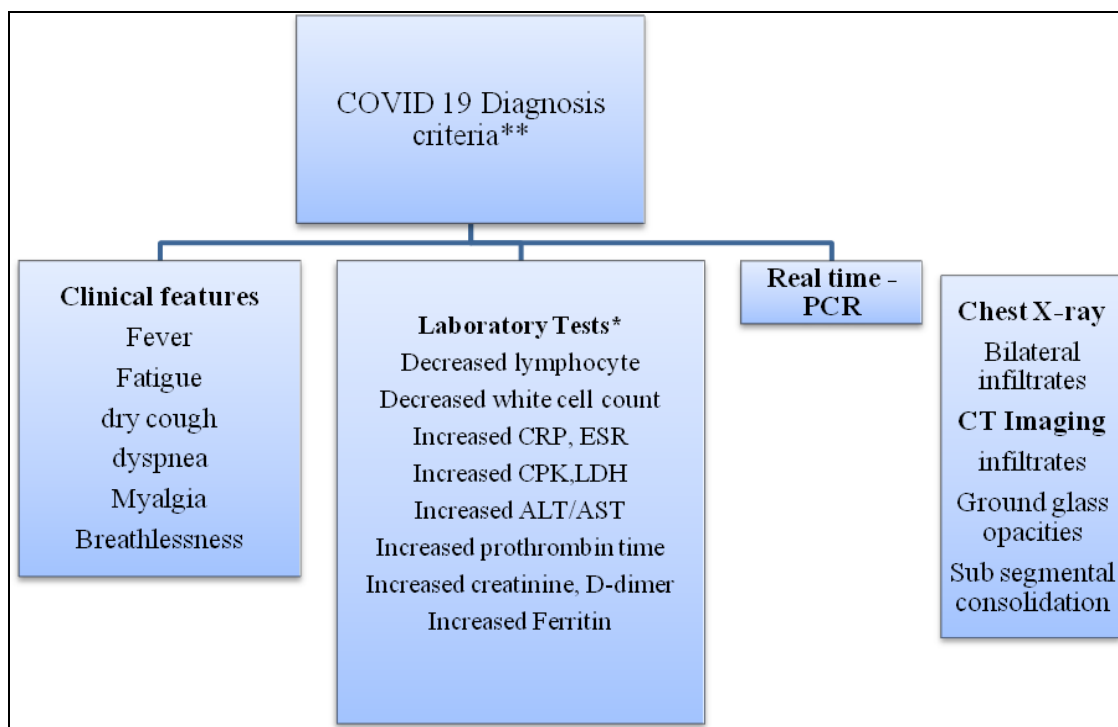 COVID 19 Diagnosis
criteria**
Clinical features
Fever
Fatigue
dry cough
dyspnea
Myalgia
Breathlessness
Laboratory Tests*
Decreased lymphocyte
Decreased white cell count
Increased CRP, ESR
Increased CPK,LDH
Increased ALT/AST
Increased prothrombin time
Increased creatinine, D-dimer
Increased Ferritin
Real time -
PCR
Chest X-ray
Bilateral
infiltrates
CT Imaging
infiltrates
Ground glass
opacities
Sub segmental
consolidation